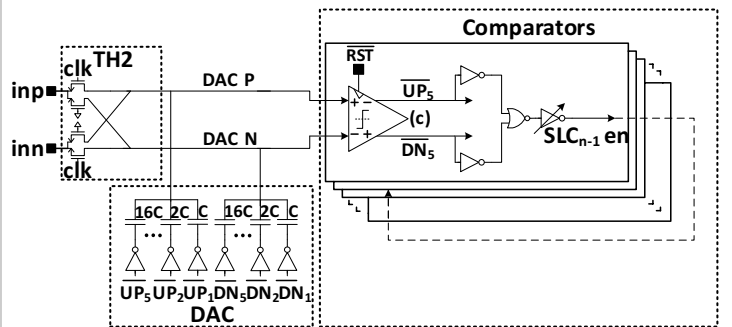 Comparators
TH2
clk
RST
inp
DAC P
UP5
+ −
(c)
− +
inn
DAC N
DN5
SLCn-1 en
clk
16C 2C C 16C 2C C
... ...
UP5 UP2 UP1 DN5 DN2 DN1
DAC